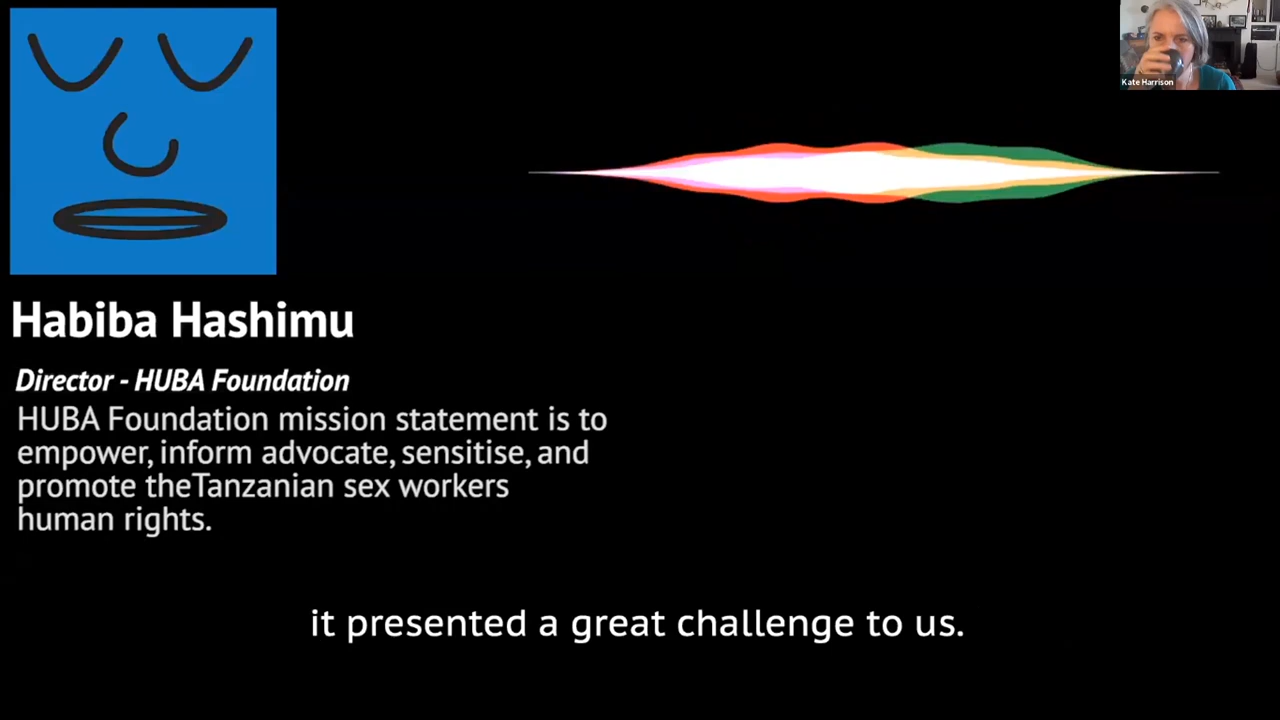 Kate Harrison
Habiba Hashimu
Director - HUBA Foundation
HUBA Foundation mission statement is to
empower, inform advocate, sensitise, and
promote theTanzanian sex workers
human rights.
it presented a great challenge to us.